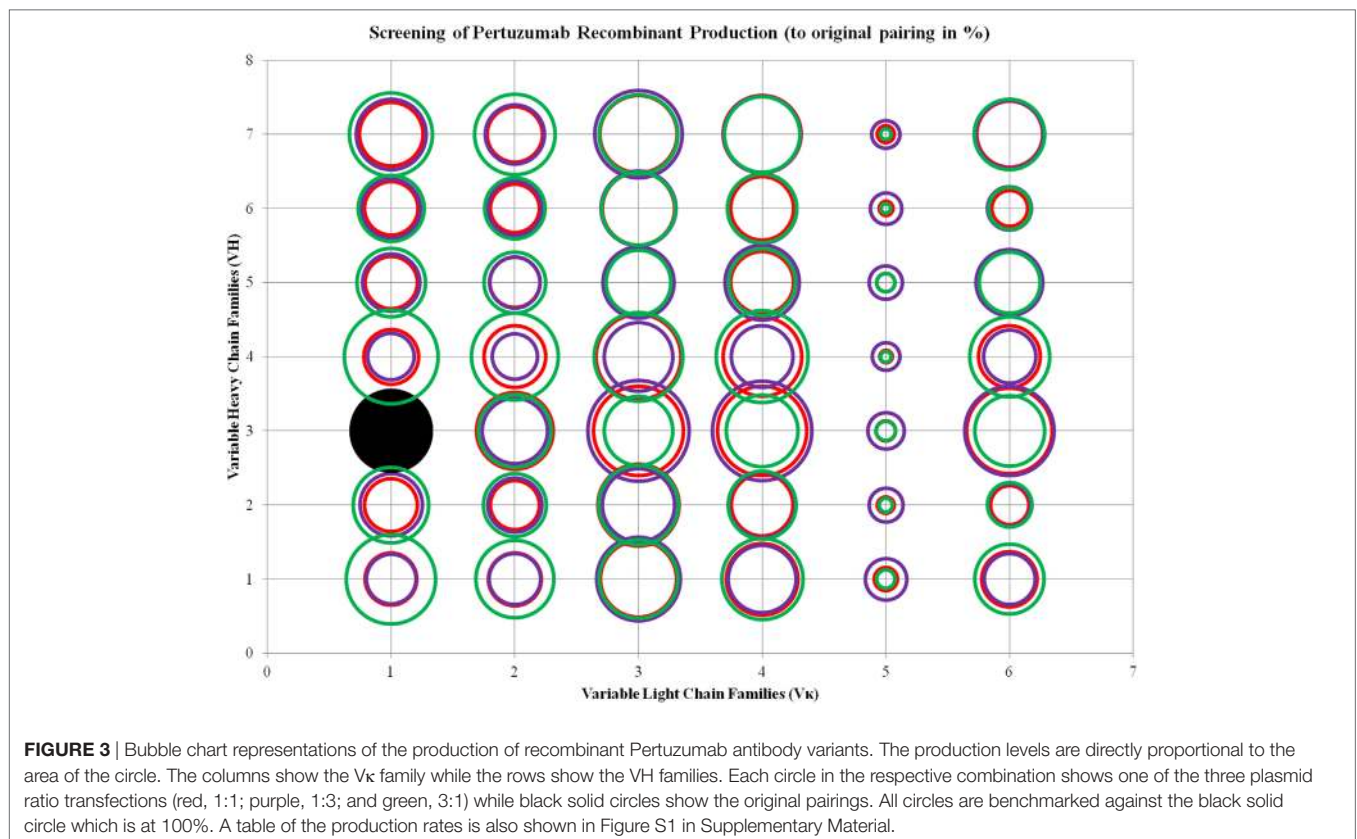 Screening of Pertuzumab Recombinant Production (to original pairing in %)
Variable Heavy Chain Families (VH)
8
7
6
5
4
3
2
1
0
0 1 2 3 4 5 6 7
Variable Light Chain Families (Vκ)
FIGURE 3 | Bubble chart representations of the production of recombinant Pertuzumab antibody variants. The production levels are directly proportional to the
area of the circle. The columns show the Vκ family while the rows show the VH families. Each circle in the respective combination shows one of the three plasmid
ratio transfections (red, 1:1; purple, 1:3; and green, 3:1) while black solid circles show the original pairings. All circles are benchmarked against the black solid
circle which is at 100%. A table of the production rates is also shown in Figure S1 in Supplementary Material.